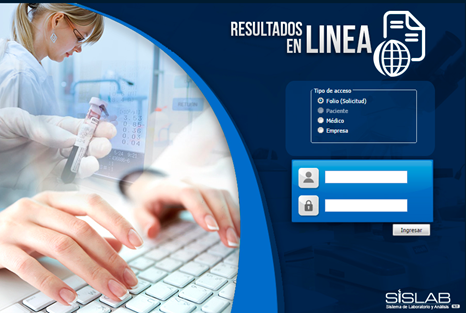 RESULTADOS
EN LINEA
Tipo de acceso
Folio (Solicitud)
Paciente
Médico
Empresa
Ingresar
SISLAB
Sistema de Laboratorio y Análisis